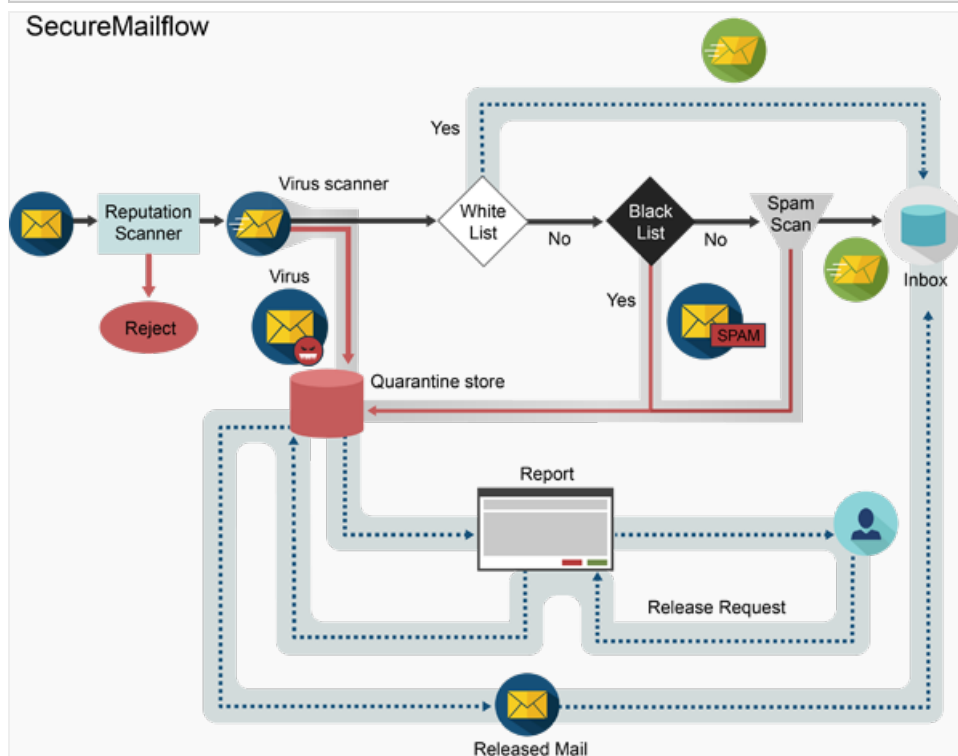 SecureMailflow
Yes
Virus scanner
Reputation
Scanner
White
List
No
Black
List
No
Spam
Scan
Inbox
Virus
Yes
Reject
SPAM
Quarantine store
Report
Release Request
Released Mail